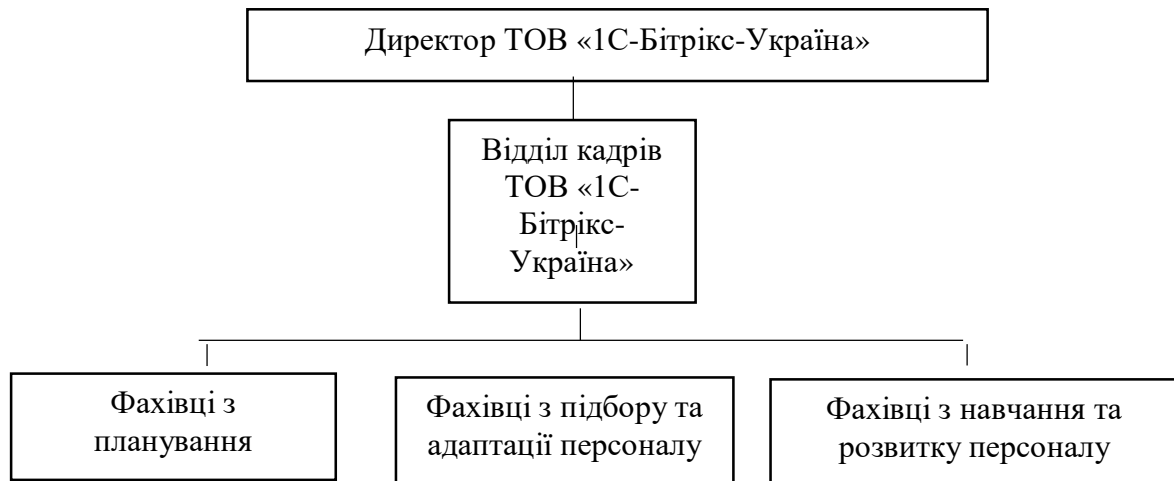 Директор ТОВ «1С-Бітрікс-Україна»
Відділ кадрів
ТОВ «1С-
Бітрікс-
Україна»
Фахівці з
планування
Фахівці з підбору та
адаптації персоналу
Фахівці з навчання та
розвитку персоналу